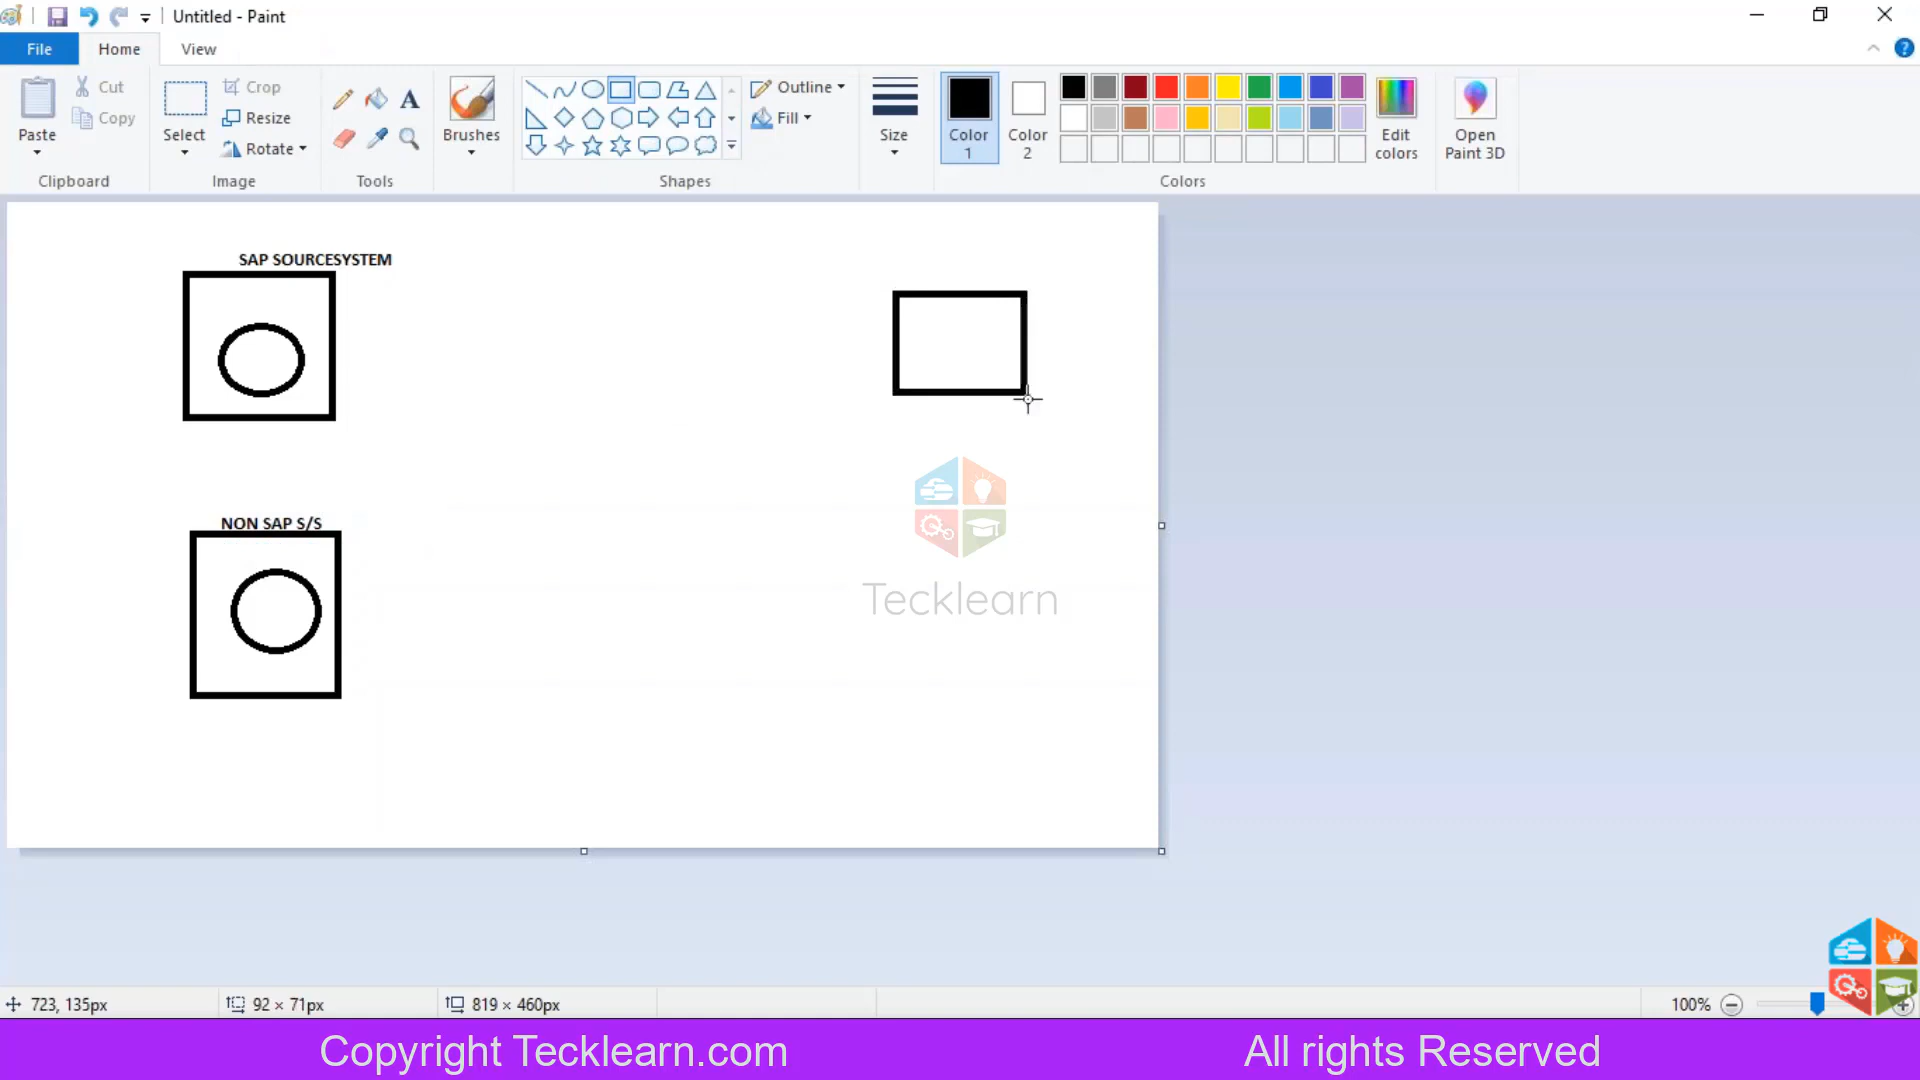 Untitled - Paint
File
Home
View
Paste
Cut
Copy
Clipboard
Select
Crop
Resize
Rotate
Image
A
Tools
Brushes
Outline
Fill
Shapes
Size
Color
1
Color
2
Edit
colors
Open
Paint 3D
Colors
SAP SOURCESYSTEM
NON SAP S/S
Tecklearn
723, 135px
92 × 71px
819 × 460px
100%
Copyright Tecklearn.com
All rights Reserved